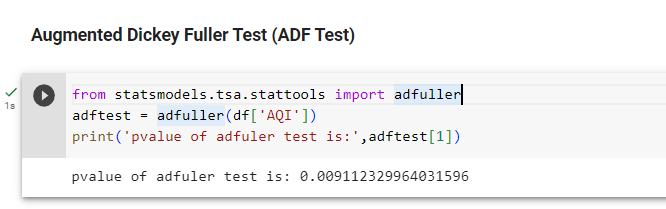 Augmented Dickey Fuller Test (ADF Test)
1s
from statsmodels.tsa.stattools import adfuller
adftest = adfuller(df['AQI'])
print('pvalue of adfuler test is:',adftest[1])
pvalue of adfuler test is: 0.009112329964031596